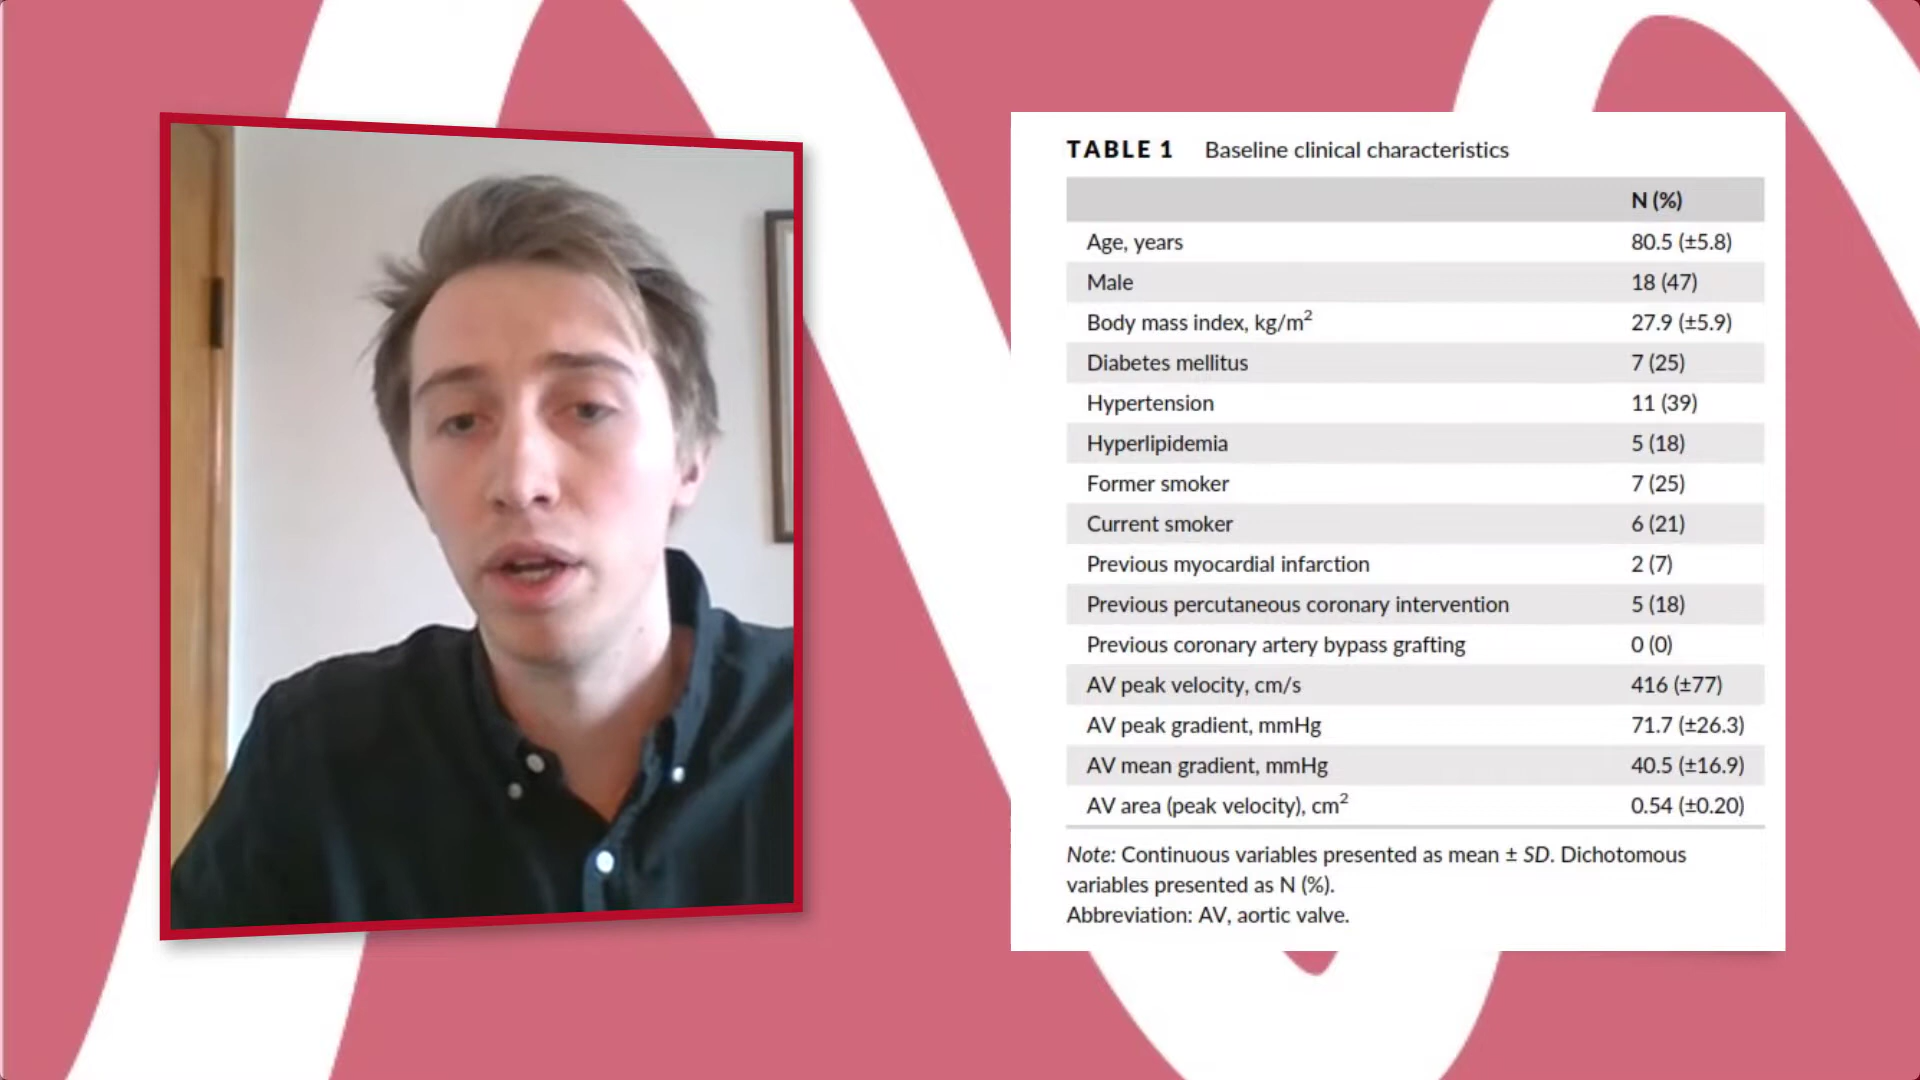 TABLE 1 Baseline clinical characteristics
N (%)
Age, years 80.5 (±5.8)
Male 18 (47)
Body mass index, kg/m² 27.9 (±5.9)
Diabetes mellitus 7 (25)
Hypertension 11 (39)
Hyperlipidemia 5 (18)
Former smoker 7 (25)
Current smoker 6 (21)
Previous myocardial infarction 2 (7)
Previous percutaneous coronary intervention 5 (18)
Previous coronary artery bypass grafting 0 (0)
AV peak velocity, cm/s 416 (±77)
AV peak gradient, mmHg 71.7 (±26.3)
AV mean gradient, mmHg 40.5 (±16.9)
AV area (peak velocity), cm² 0.54 (±0.20)
Note: Continuous variables presented as mean ± SD. Dichotomous
variables presented as N (%).
Abbreviation: AV, aortic valve.